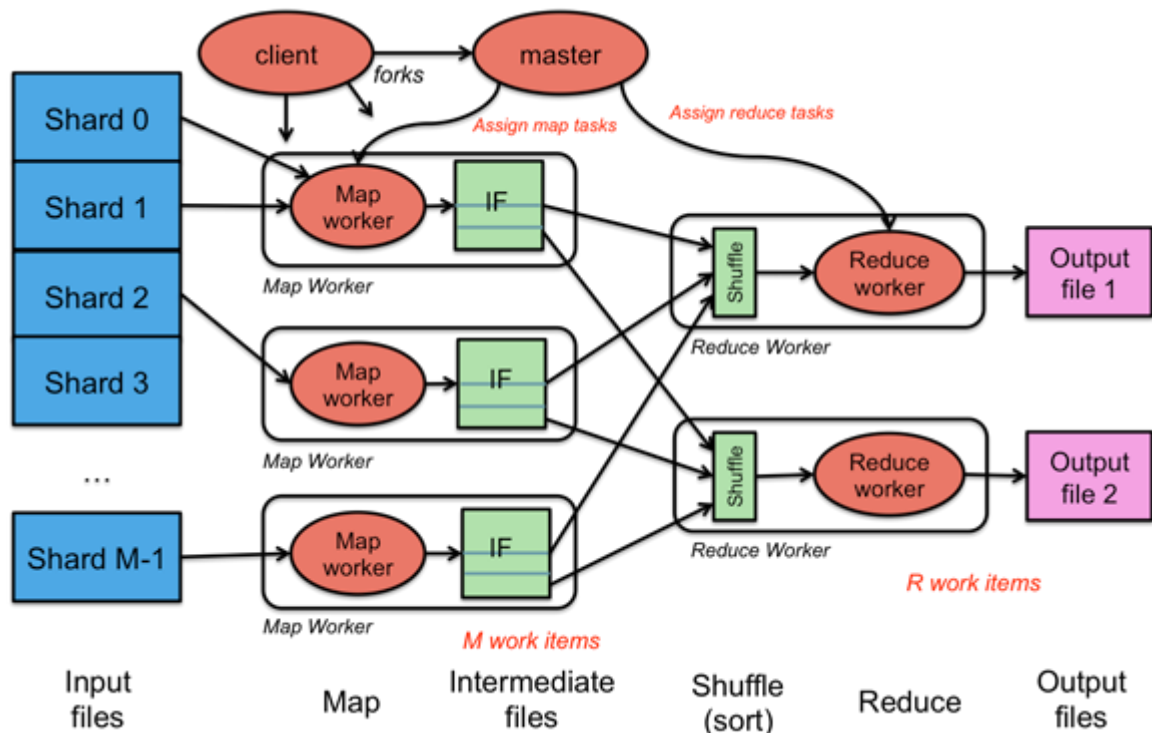 client
forks
master
Assign map tasks
Assign reduce tasks
Shard 0
Shard 1
Shard 2
Shard 3
...
Shard M-1
Map
worker
IF
Map Worker
Map
worker
IF
Map Worker
Map
worker
IF
Map Worker
M work items
Shuffle
Reduce
worker
Reduce Worker
Shuffle
Reduce
worker
Reduce Worker
R work items
Output
file 1
Output
file 2
Input
files
Map
Intermediate
files
Shuffle
(sort)
Reduce
Output
files